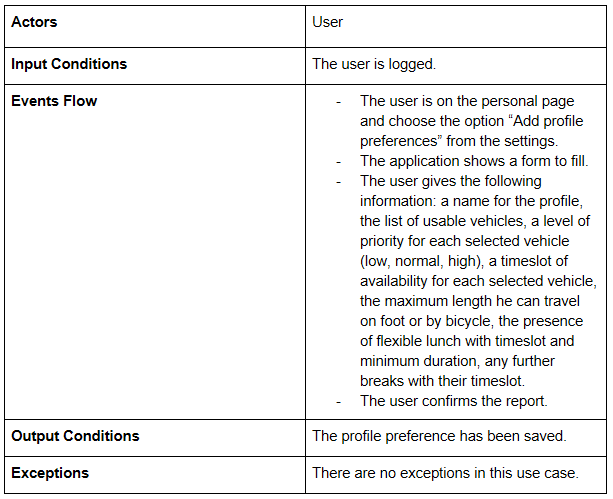 Actors
User
Input Conditions
The user is logged.
Events Flow
- The user is on the personal page
and choose the option “Add profile
preferences” from the settings.
- The application shows a form to fill.
- The user gives the following
information: a name for the profile,
the list of usable vehicles, a level of
priority for each selected vehicle
(low, normal, high), a timeslot of
availability for each selected vehicle,
the maximum length he can travel
on foot or by bicycle, the presence
of flexible lunch with timeslot and
minimum duration, any further
breaks with their timeslot.
- The user confirms the report.
Output Conditions
The profile preference has been saved.
Exceptions
There are no exceptions in this use case.